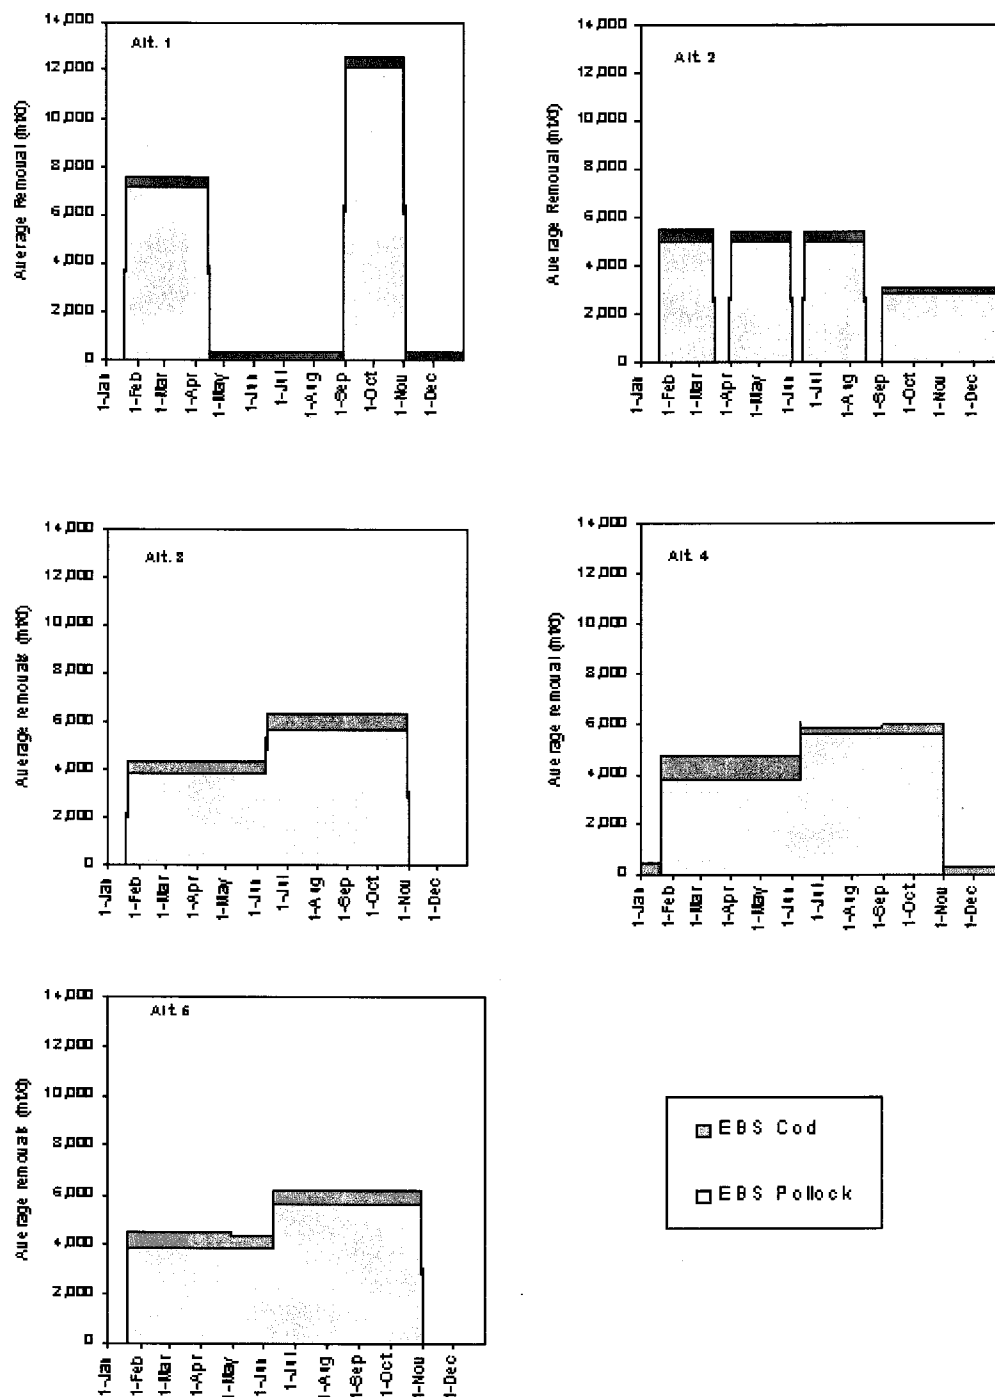 Alt. 1
Average Removal (mt/d)
14,000
12,000
10,000
8,000
6,000
4,000
2,000
0
1-Jan
1-Feb
1-Mar
1-Apr
1-May
1-Jun
1-Jul
1-Aug
1-Sep
1-Oct
1-Nov
1-Dec
Alt. 2
Average Removal (mt/d)
14,000
12,000
10,000
8,000
6,000
4,000
2,000
0
1-Jan
1-Feb
1-Mar
1-Apr
1-May
1-Jun
1-Jul
1-Aug
1-Sep
1-Oct
1-Nov
1-Dec
Alt. 3
Average removals (mt/d)
14,000
12,000
10,000
8,000
6,000
4,000
2,000
0
1-Jan
1-Feb
1-Mar
1-Apr
1-May
1-Jun
1-Jul
1-Aug
1-Sep
1-Oct
1-Nov
1-Dec
Alt. 4
Average removal (mt/d)
14,000
12,000
10,000
8,000
6,000
4,000
2,000
0
1-Jan
1-Feb
1-Mar
1-Apr
1-May
1-Jun
1-Jul
1-Aug
1-Sep
1-Oct
1-Nov
1-Dec
Alt. 5
Average removals (mt/d)
14,000
12,000
10,000
8,000
6,000
4,000
2,000
0
1-Jan
1-Feb
1-Mar
1-Apr
1-May
1-Jun
1-Jul
1-Aug
1-Sep
1-Oct
1-Nov
1-Dec
EBS Cod
EBS Pollock